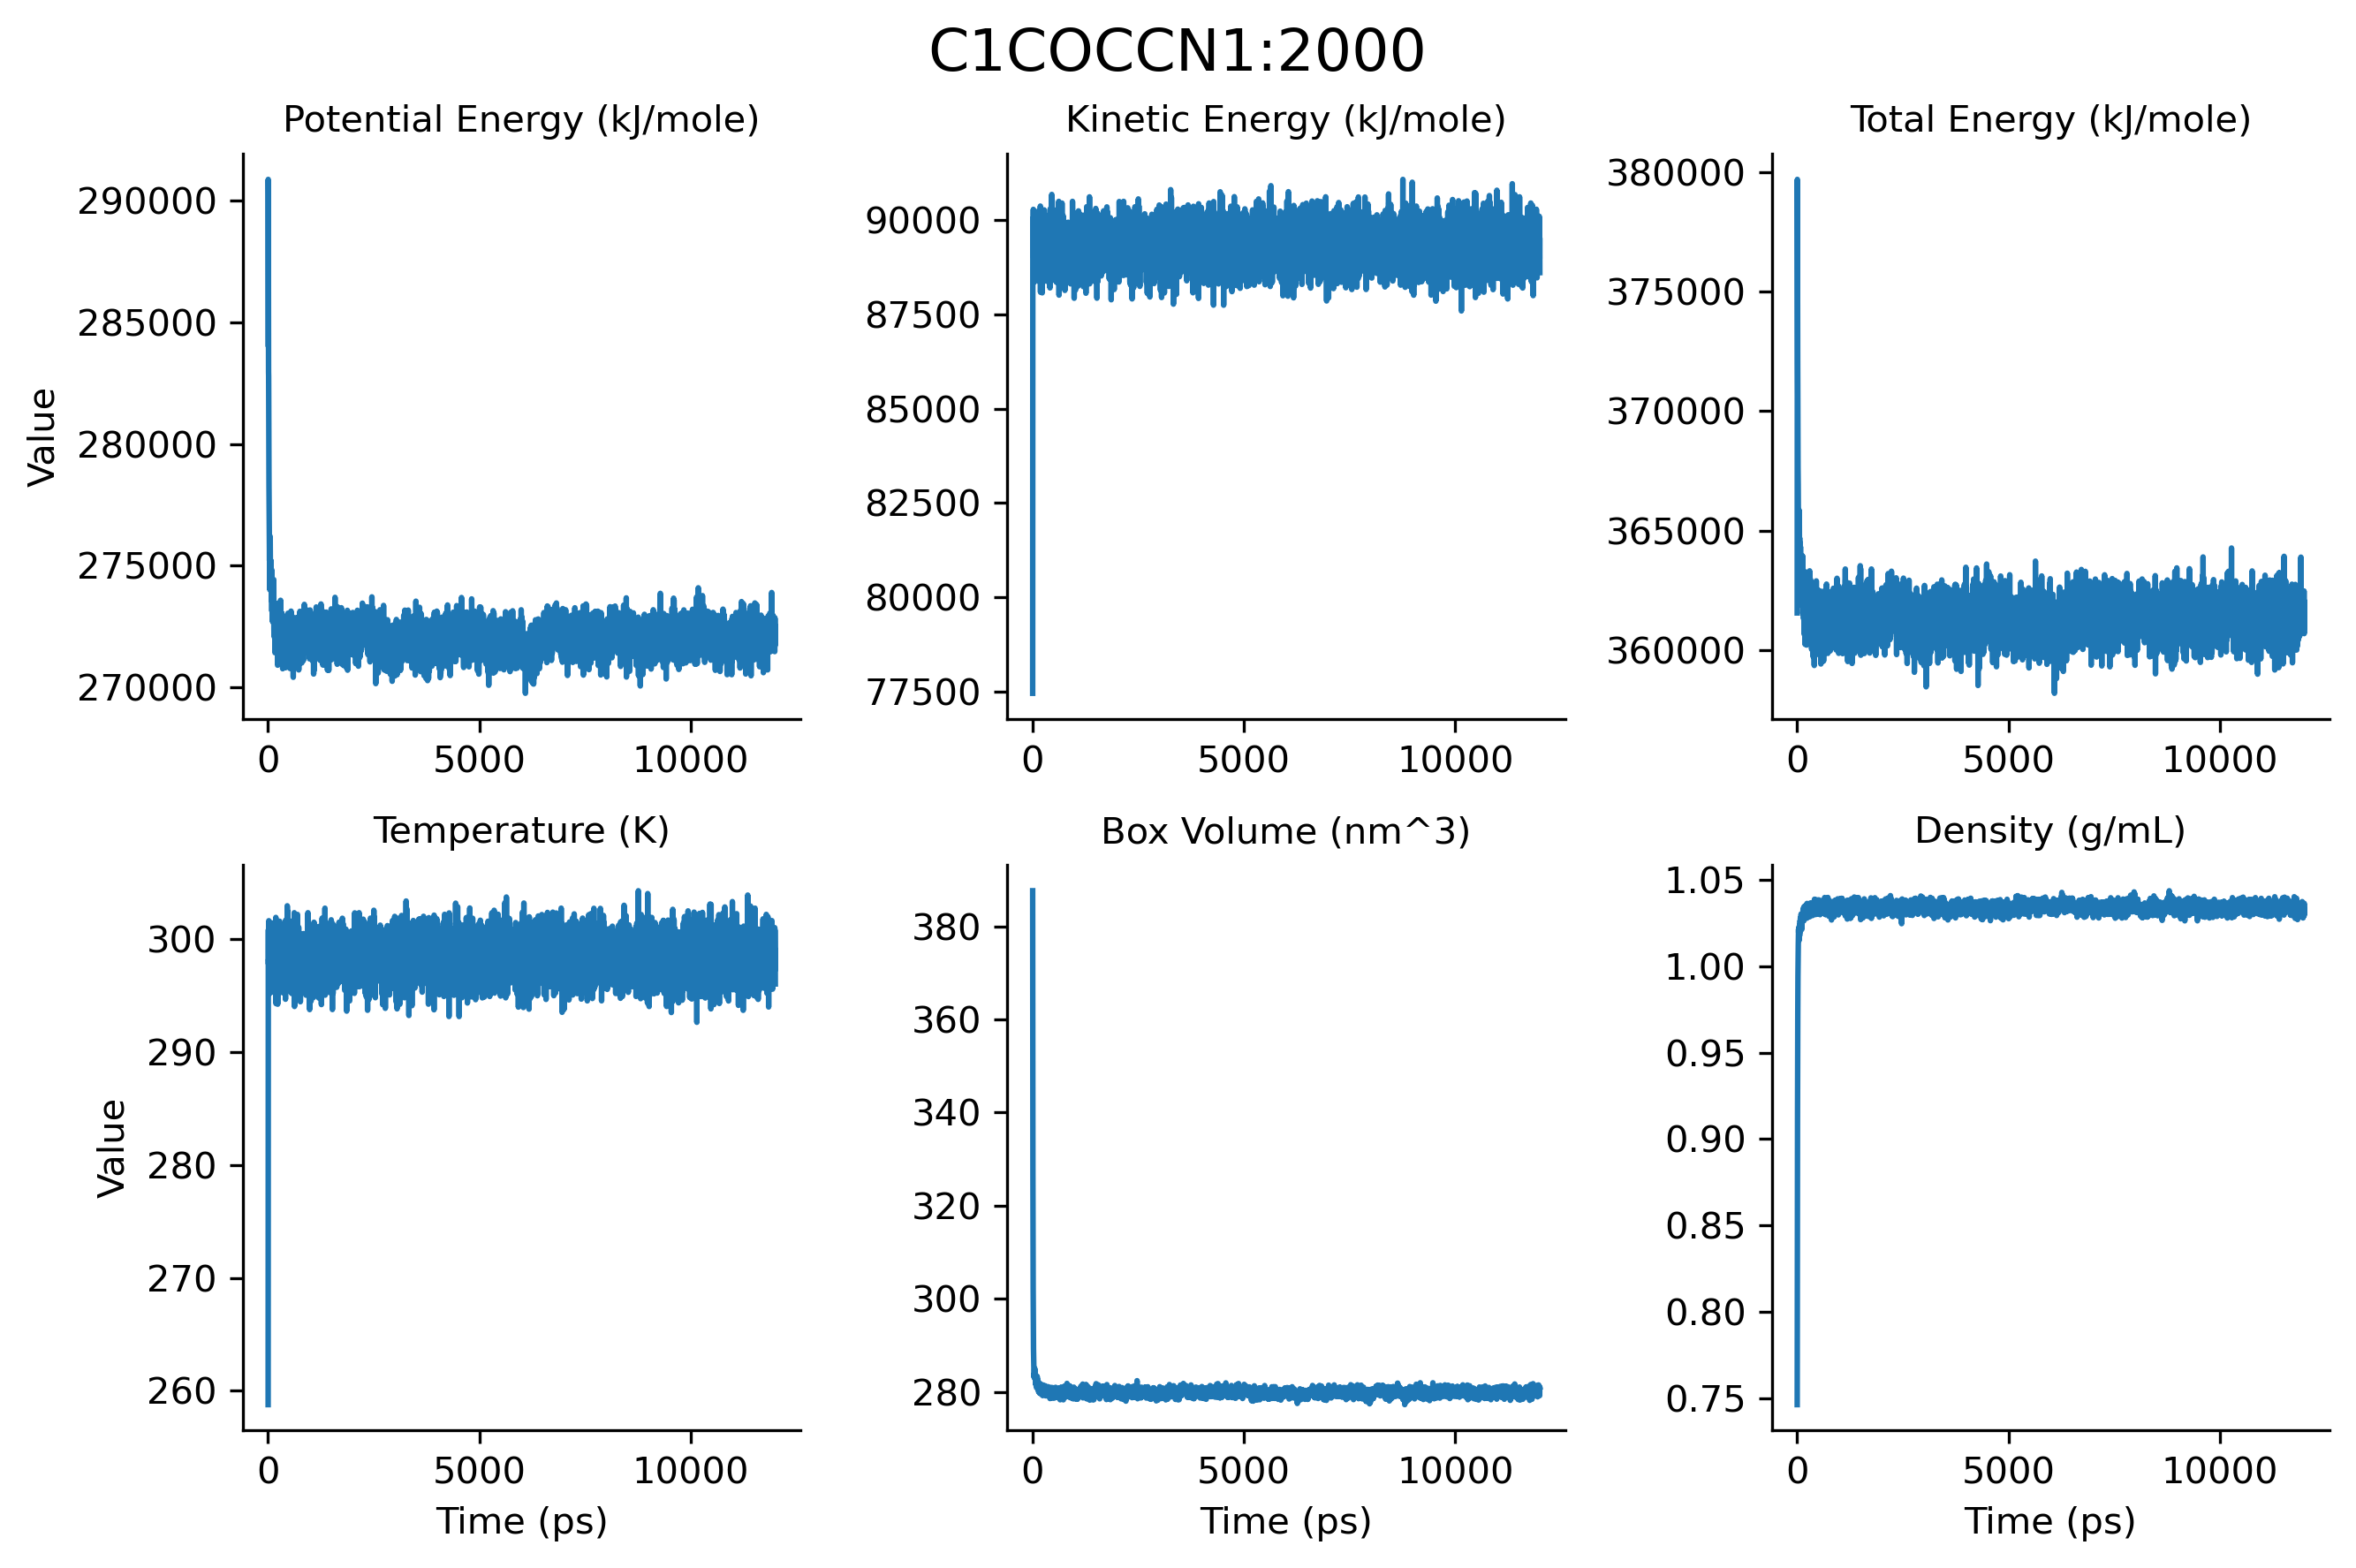 C1COCCN1:2000
Potential Energy (kJ/mole)
Kinetic Energy (kJ/mole)
Total Energy (kJ/mole)
Value
290000
285000
280000
275000
270000
0 5000 10000
90000
87500
85000
82500
80000
77500
0 5000 10000
380000
375000
370000
365000
360000
0 5000 10000
Temperature (K)
Box Volume (nm^3)
Density (g/mL)
Value
300
290
280
270
260
0 5000 10000
Time (ps)
380
360
340
320
300
280
0 5000 10000
Time (ps)
1.05
1.00
0.95
0.90
0.85
0.80
0.75
0 5000 10000
Time (ps)